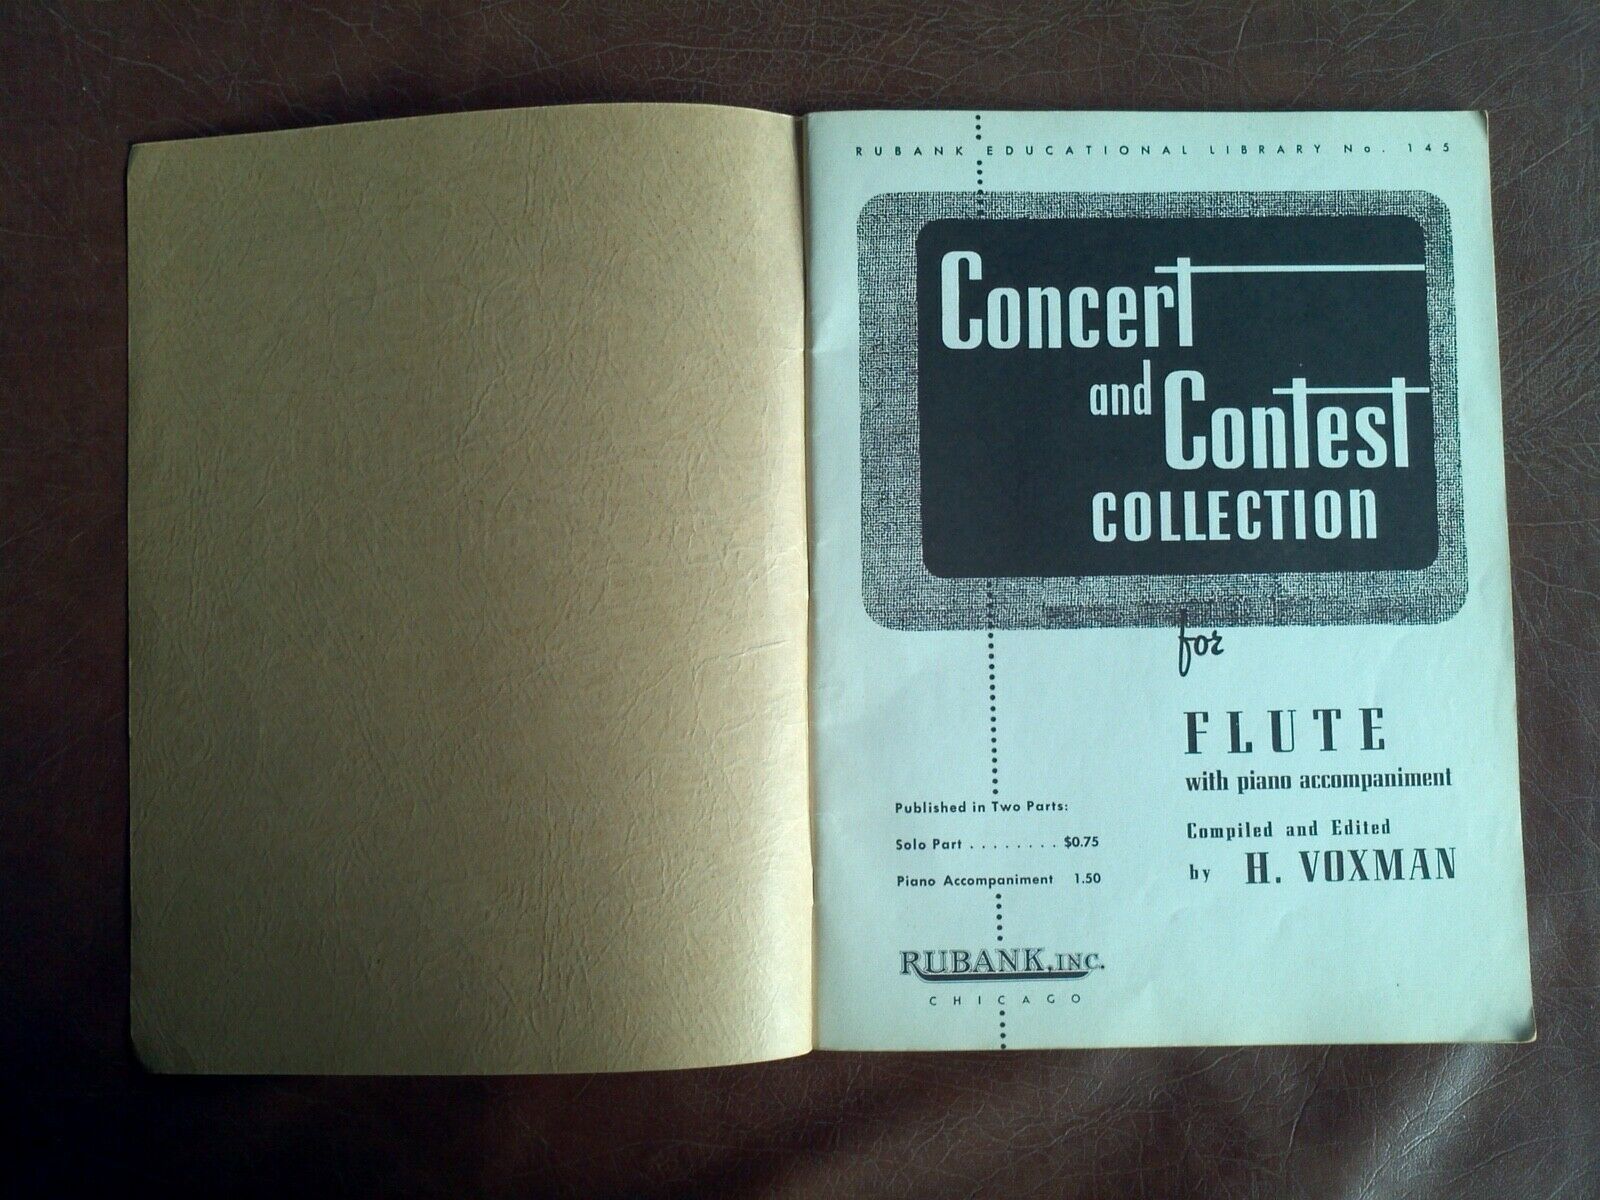 RUBANK EDUCATIONAL LIBRARY No. 145
Concert
and Contest
COLLECTION
for
FLUTE
with piano accompaniment
Compiled and Edited
by H. VOXMAN
Published in Two Parts:
Solo Part . . . . . . . . $0.75
Piano Accompaniment 1.50
RUBANK, INC.
CHICAGO